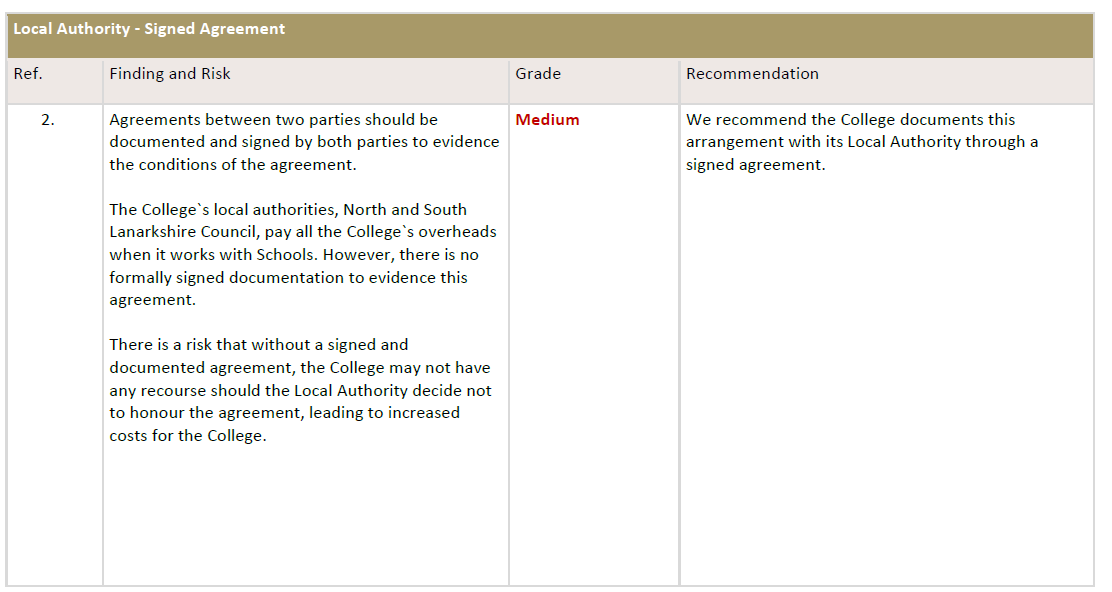 Local Authority - Signed Agreement
Ref.
Finding and Risk
Grade
Recommendation
2.
Agreements between two parties should be
documented and signed by both parties to evidence
the conditions of the agreement.
The College`s local authorities, North and South
Lanarkshire Council, pay all the College`s overheads
when it works with Schools. However, there is no
formally signed documentation to evidence this
agreement.
There is a risk that without a signed and
documented agreement, the College may not have
any recourse should the Local Authority decide not
to honour the agreement, leading to increased
costs for the College.
Medium
We recommend the College documents this
arrangement with its Local Authority through a
signed agreement.